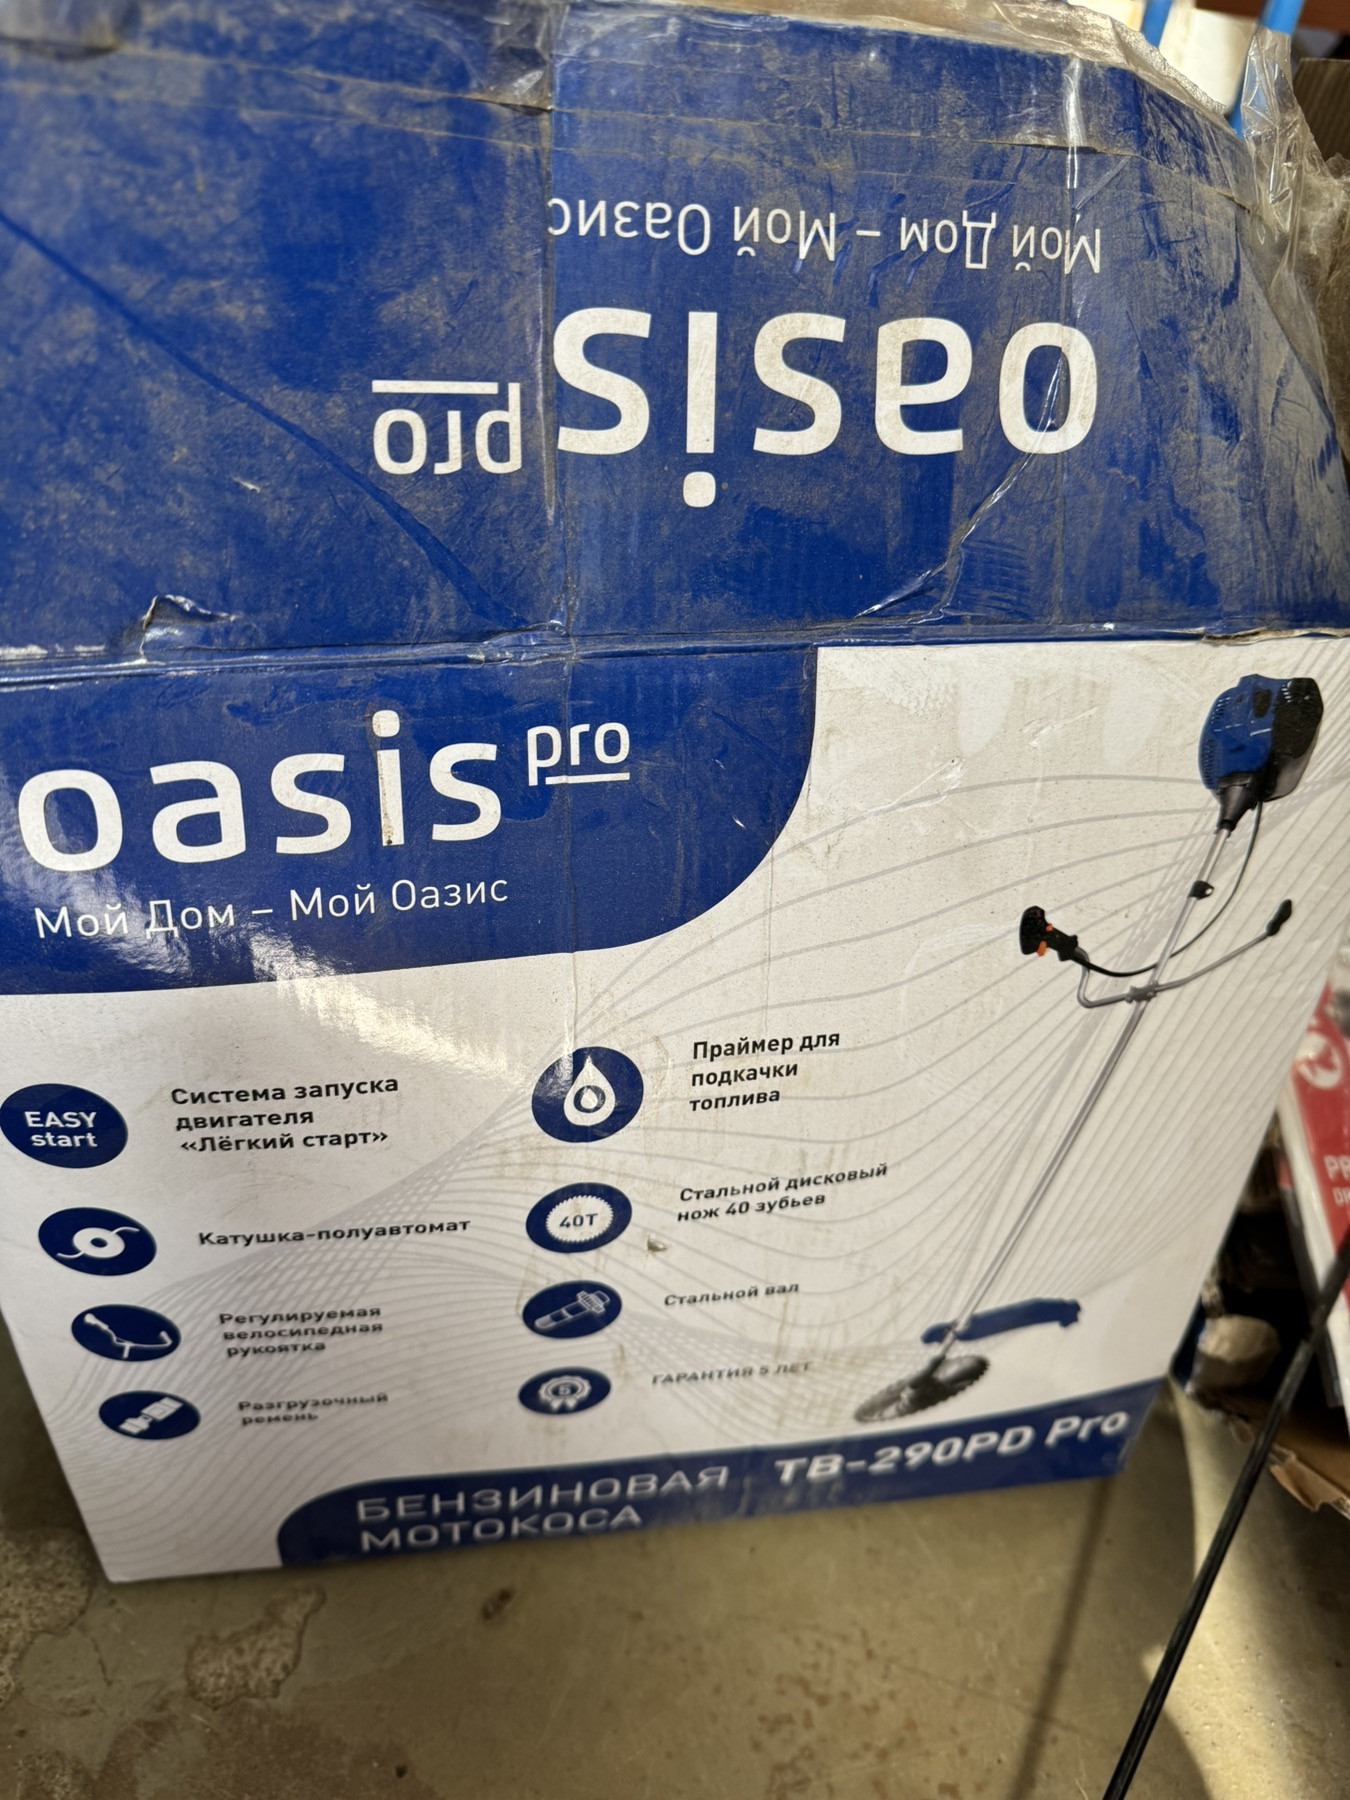 Мой Дом – Мой Оазис
oasis pro
oasis pro
Мой Дом – Мой Оазис
EASY
start
Система запуска
двигателя
«Лёгкий старт»
Катушка-полуавтомат
Регулируемая
велосипедная
рукоятка
Разгрузочный
ремень
Праймер для
подкачки
топлива
40T
Стальной дисковый
нож 40 зубьев
Стальной вал
5
ГАРАНТИЯ 5 ЛЕТ
БЕНЗИНОВАЯ
МОТОКОСА
TB-290PD Pro